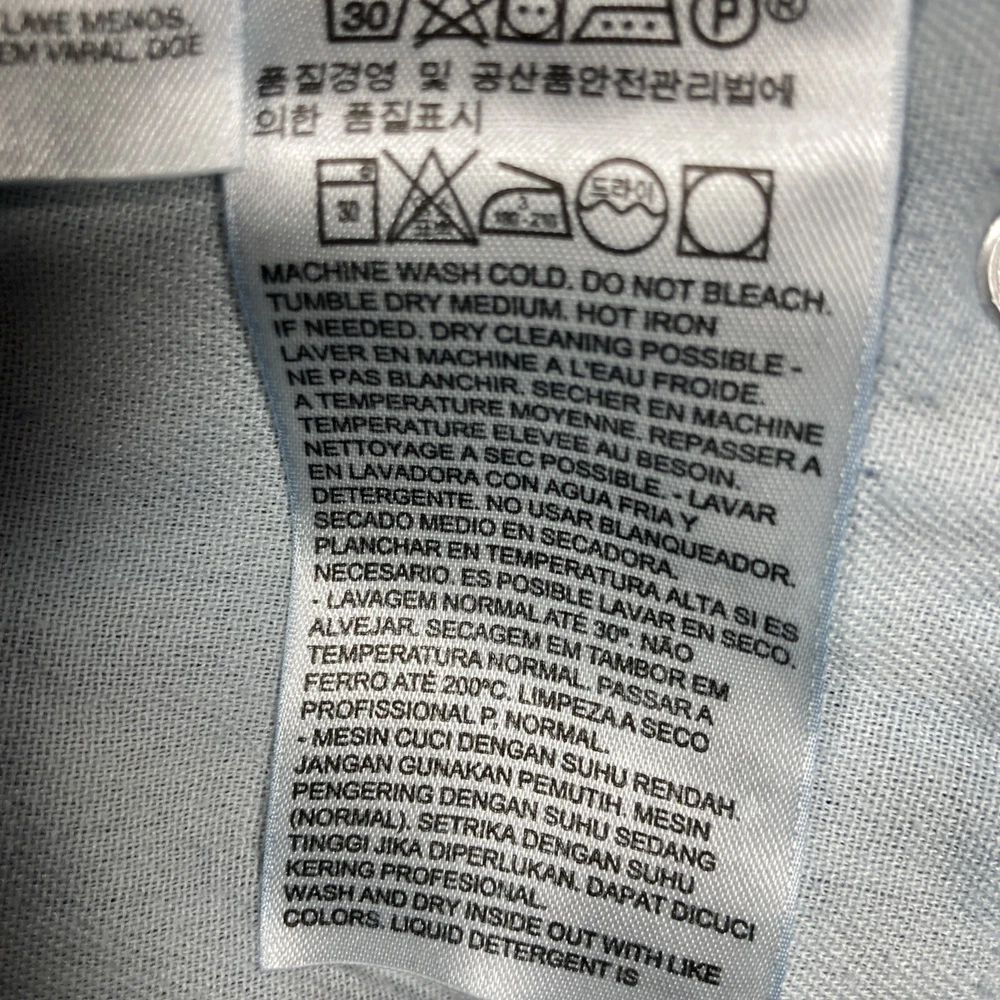 LAVE MENOS.
EM VARAL, DOE
30
P®
품질경영 및 공산품안전관리법에
의한 품질표시
30
표백
3
180˚-210
드라이
MACHINE WASH COLD. DO NOT BLEACH.
TUMBLE DRY MEDIUM. HOT IRON
IF NEEDED. DRY CLEANING POSSIBLE -
LAVER EN MACHINE A L'EAU FROIDE.
NE PAS BLANCHIR. SECHER EN MACHINE
A TEMPERATURE MOYENNE. REPASSER A
TEMPERATURE ELEVEE AU BESOIN.
NETTOYAGE A SEC POSSIBLE. - LAVAR
EN LAVADORA CON AGUA FRIA Y
DETERGENTE. NO USAR BLANQUEADOR.
SECADO MEDIO EN SECADORA.
PLANCHAR EN TEMPERATURA ALTA SI ES
NECESARIO. ES POSIBLE LAVAR EN SECO.
- LAVAGEM NORMAL ATÉ 30º. NÃO
ALVEJAR. SECAGEM EM TAMBOR EM
TEMPERATURA NORMAL. PASSAR A
FERRO ATÉ 200ºC. LIMPEZA A SECO
PROFISSIONAL P. NORMAL.
- MESIN CUCI DENGAN SUHU RENDAH.
JANGAN GUNAKAN PEMUTIH. MESIN
PENGERING DENGAN SUHU SEDANG
(NORMAL). SETRIKA DENGAN SUHU
TINGGI JIKA DIPERLUKAN. DAPAT DICUCI
KERING PROFESIONAL.
WASH AND DRY INSIDE OUT WITH LIKE
COLORS. LIQUID DETERGENT IS